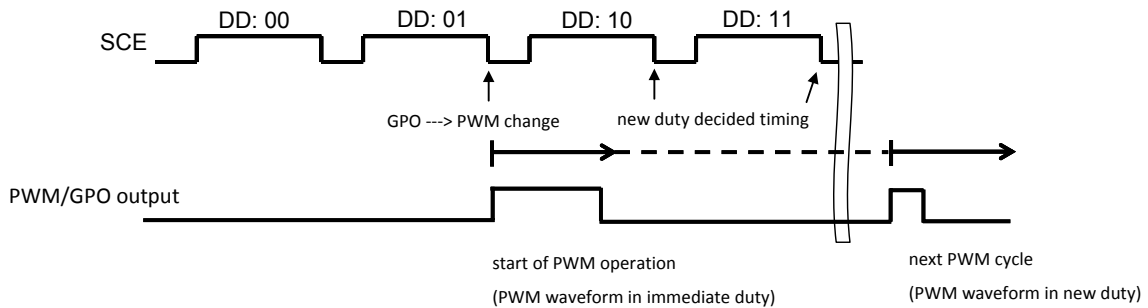 DD: 00 DD: 01 DD: 10 DD: 11
SCE
GPO ---> PWM change new duty decided timing
PWM/GPO output
start of PWM operation next PWM cycle
(PWM waveform in immediate duty) (PWM waveform in new duty)